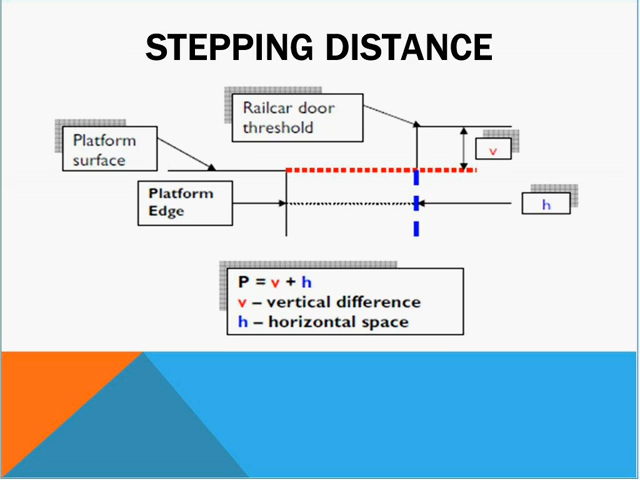 STEPPING DISTANCE
Railcar door
threshold
Platform
surface
v
Platform
Edge
h
P = v + h
v – vertical difference
h – horizontal space